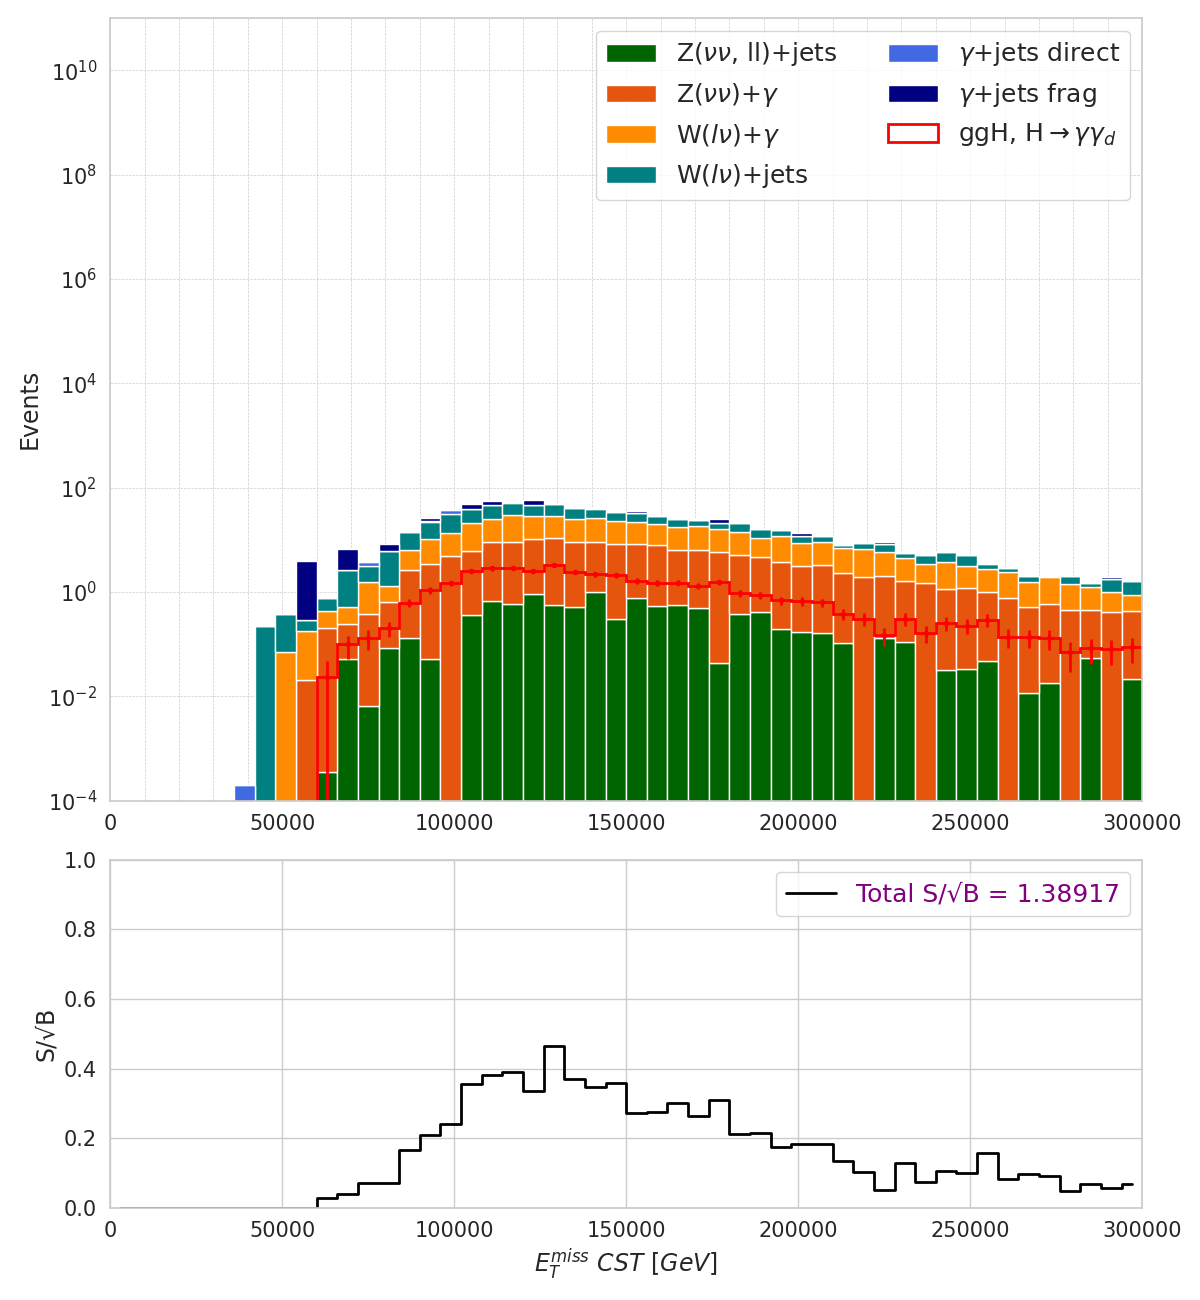 Z(νν, ll)+jets
Z(νν)+γ
W(lν)+γ
W(lν)+jets
γ+jets direct
γ+jets frag
ggH, H→γγ_d
Events
10^10
10^8
10^6
10^4
10^2
10^0
10^−2
10^−4
0 50000 100000 150000 200000 250000 300000
Total S/√B = 1.38917
S/√B
1.0
0.8
0.6
0.4
0.2
0.0
0 50000 100000 150000 200000 250000 300000
E_T^miss CST [GeV]